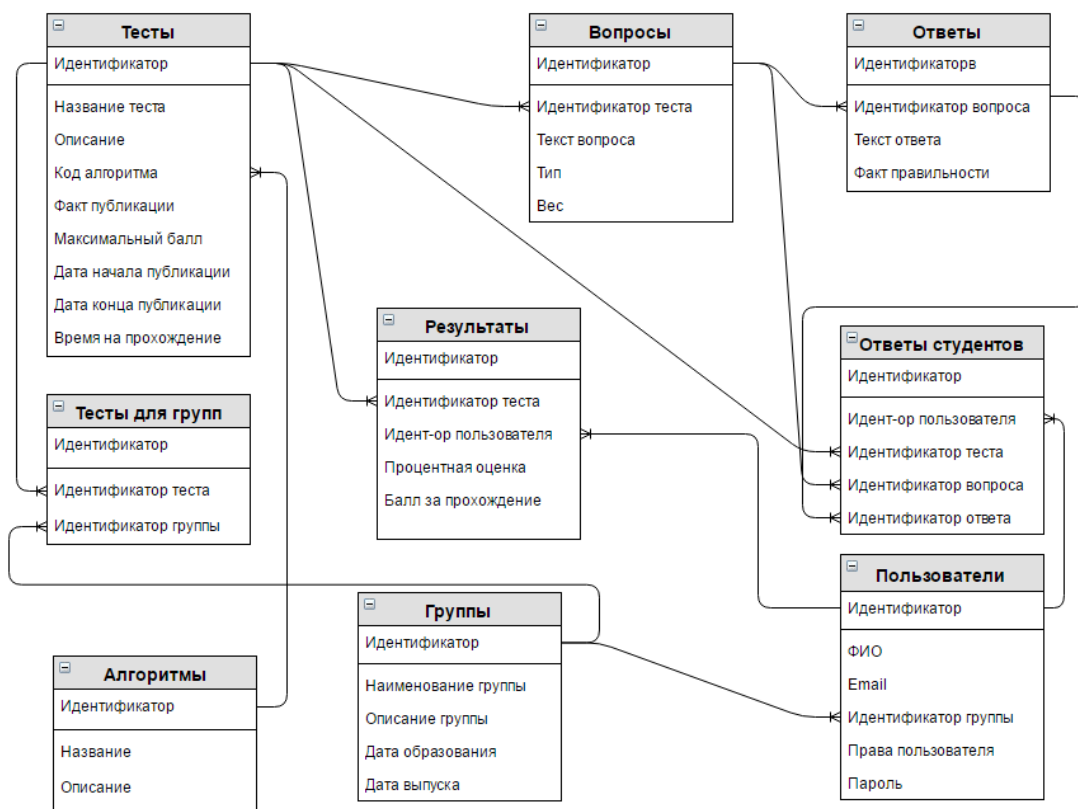 Тесты
Идентификатор
Название теста
Описание
Код алгоритма
Факт публикации
Максимальный балл
Дата начала публикации
Дата конца публикации
Время на прохождение
Вопросы
Идентификатор
Идентификатор теста
Текст вопроса
Тип
Вес
Ответы
Идентификаторв
Идентификатор вопроса
Текст ответа
Факт правильности
Результаты
Идентификатор
Идентификатор теста
Идент-ор пользователя
Процентная оценка
Балл за прохождение
Ответы студентов
Идентификатор
Идент-ор пользователя
Идентификатор теста
Идентификатор вопроса
Идентификатор ответа
Тесты для групп
Идентификатор
Идентификатор теста
Идентификатор группы
Пользователи
Идентификатор
ФИО
Email
Идентификатор группы
Права пользователя
Пароль
Группы
Идентификатор
Наименование группы
Описание группы
Дата образования
Дата выпуска
Алгоритмы
Идентификатор
Название
Описание